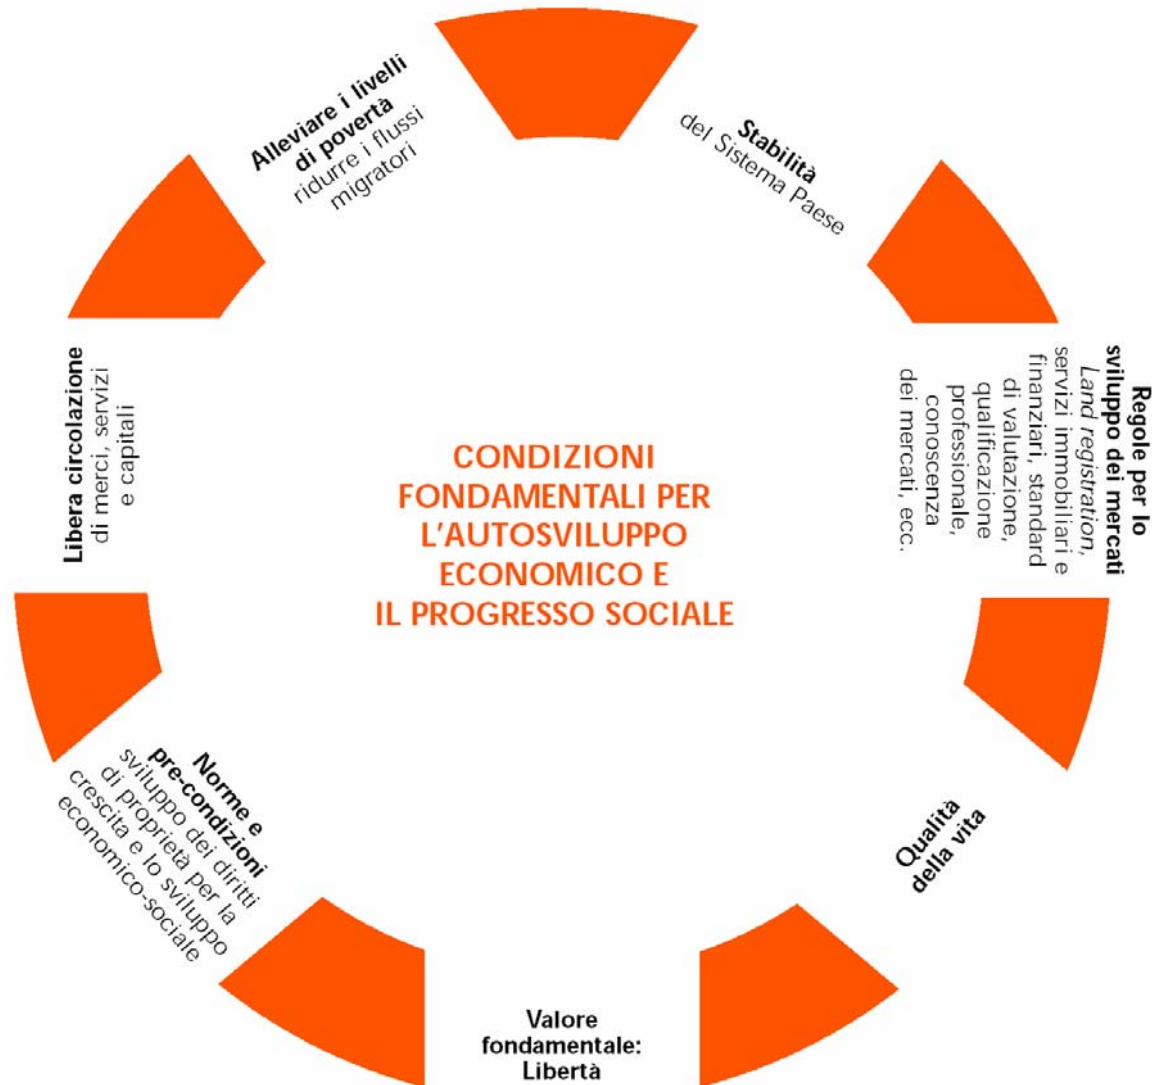 Alleviare i livelli
di povertà
ridurre i flussi
migratori
Stabilità
del Sistema Paese
Regole per lo
sviluppo dei mercati
Land registration,
servizi immobiliari e
finanziari, standard
di valutazione,
qualificazione
professionale,
conoscenza
dei mercati, ecc.
Libera circolazione
di merci, servizi
e capitali
CONDIZIONI
FONDAMENTALI PER
L'AUTOSVILUPPO
ECONOMICO E
IL PROGRESSO SOCIALE
Qualità
della vita
Norme e
pre-condizioni
sviluppo dei diritti
di proprietà per la
crescita e lo sviluppo
economico-sociale
Valore
fondamentale:
Libertà